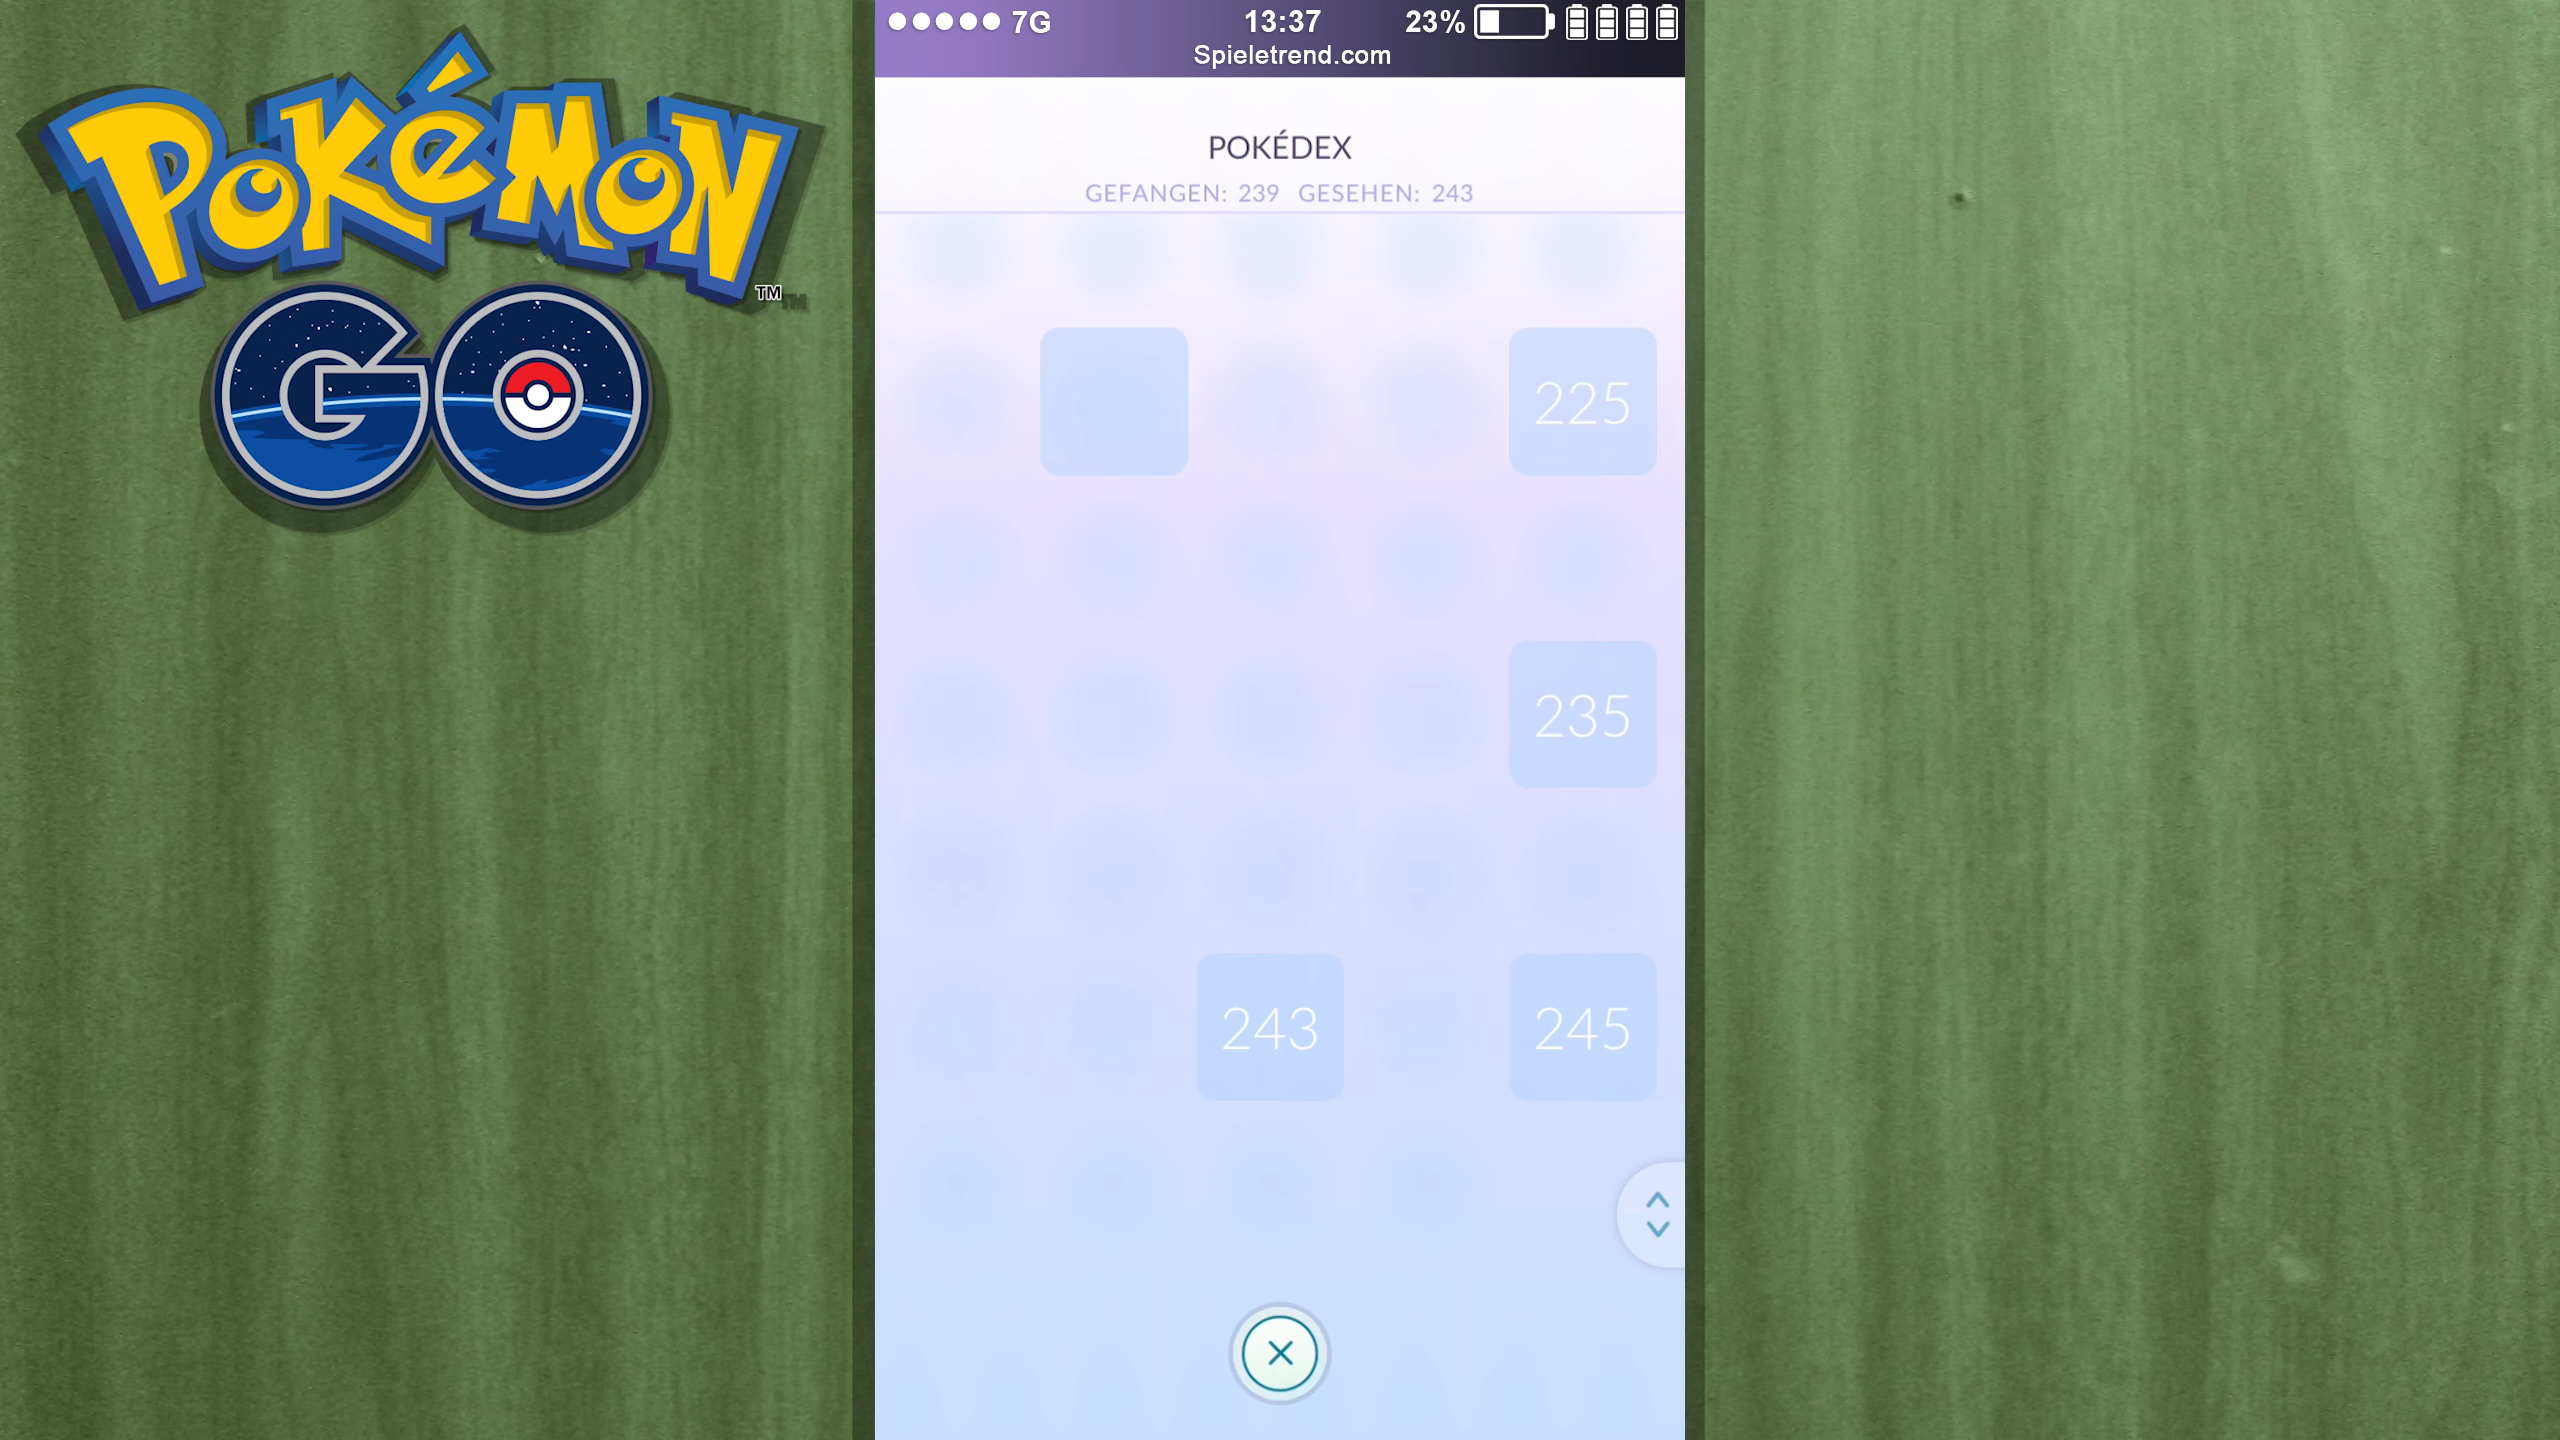 7G 13:37 23%
Spieletrend.com
POKéMON
TM
GO
POKÉDEX
GEFANGEN: 239 GESEHEN: 243
225
235
243 245